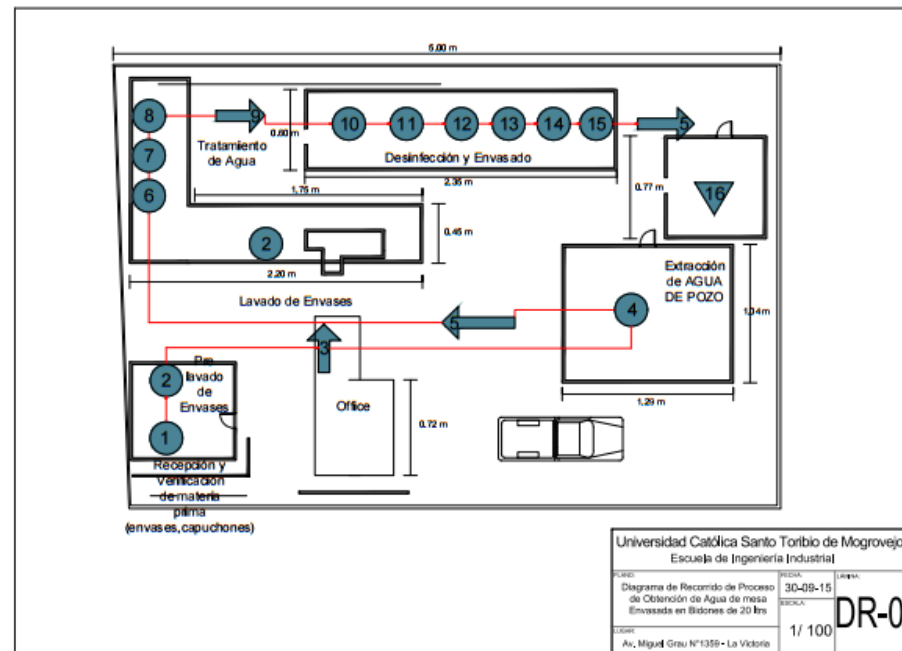 5.00 m
8
9
10
11
12
13
14
15
5
0.60 m
Tratamiento
de Agua
Desinfección y Envasado
7
1.75 m
2.35 m
0.77 m
16
6
2
0.45 m
2.20 m
Extracción
de AGUA
DE POZO
Lavado de Envases
4
5
1.04 m
3
Pre
lavado
de
Envases
2
Office
1.29 m
0.72 m
1
Recepción y
Verificación
de materia
prima
(envases,capuchones)
Universidad Católica Santo Toribio de Mogrovejo
Escuela de Ingeniería Industrial
PLANO:
Diagrama de Recorrido de Proceso
de Obtención de Agua de mesa
Envasada en Bidones de 20 ltrs
FECHA:
30-09-15
LAMINA:
DR-0
ESCALA:
1/ 100
LUGAR:
Av. Miguel Grau N°1359 - La Victoria